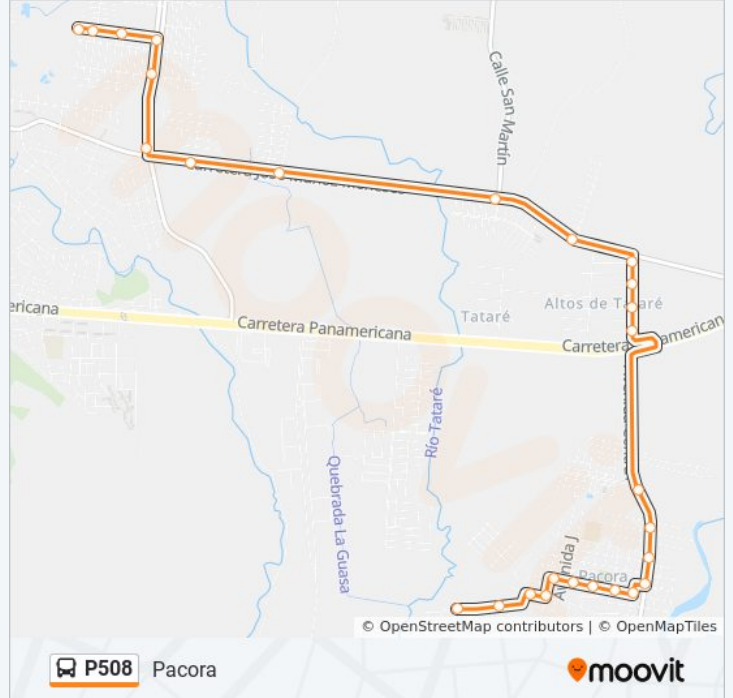 Calle San Martín
ericana
Carretera Panamericana
Tataré
Altos de Tataré
Carretera Panamerican
Río Tataré
Quebrada La Guasa
Avenida J
Pacora
© OpenStreetMap contributors | © OpenMapTiles
P508 Pacora
moovit